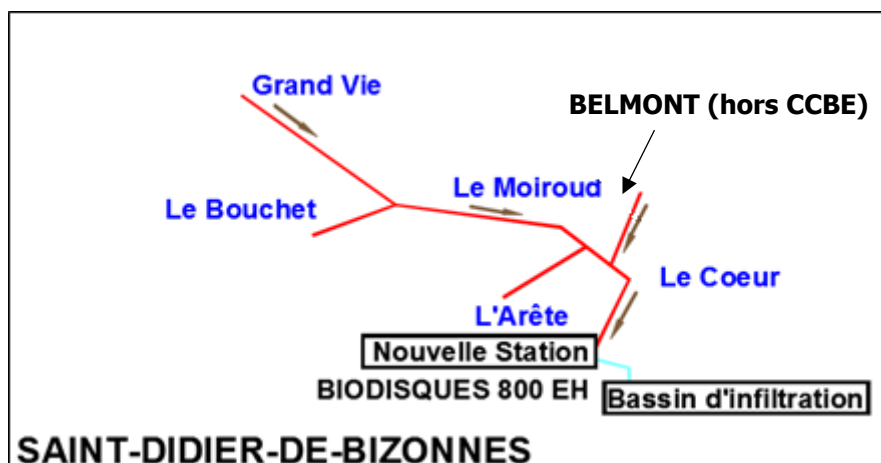 Grand Vie
BELMONT (hors CCBE)
Le Moiroud
Le Bouchet
Le Coeur
L'Arête
Nouvelle Station
BIODISQUES 800 EH
Bassin d'infiltration
SAINT-DIDIER-DE-BIZONNES